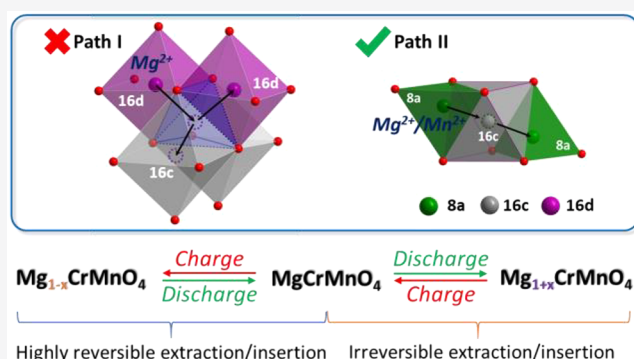 Path I
Path II
Mg²⁺
16d
16d
16c
8a
Mg²⁺/Mn²⁺
16c
8a
8a
16c
16d
Charge
Discharge
Mg₁₋ₓCrMnO₄
MgCrMnO₄
Discharge
Charge
Mg₁₊ₓCrMnO₄
Highly reversible extraction/insertion
Irreversible extraction/insertion